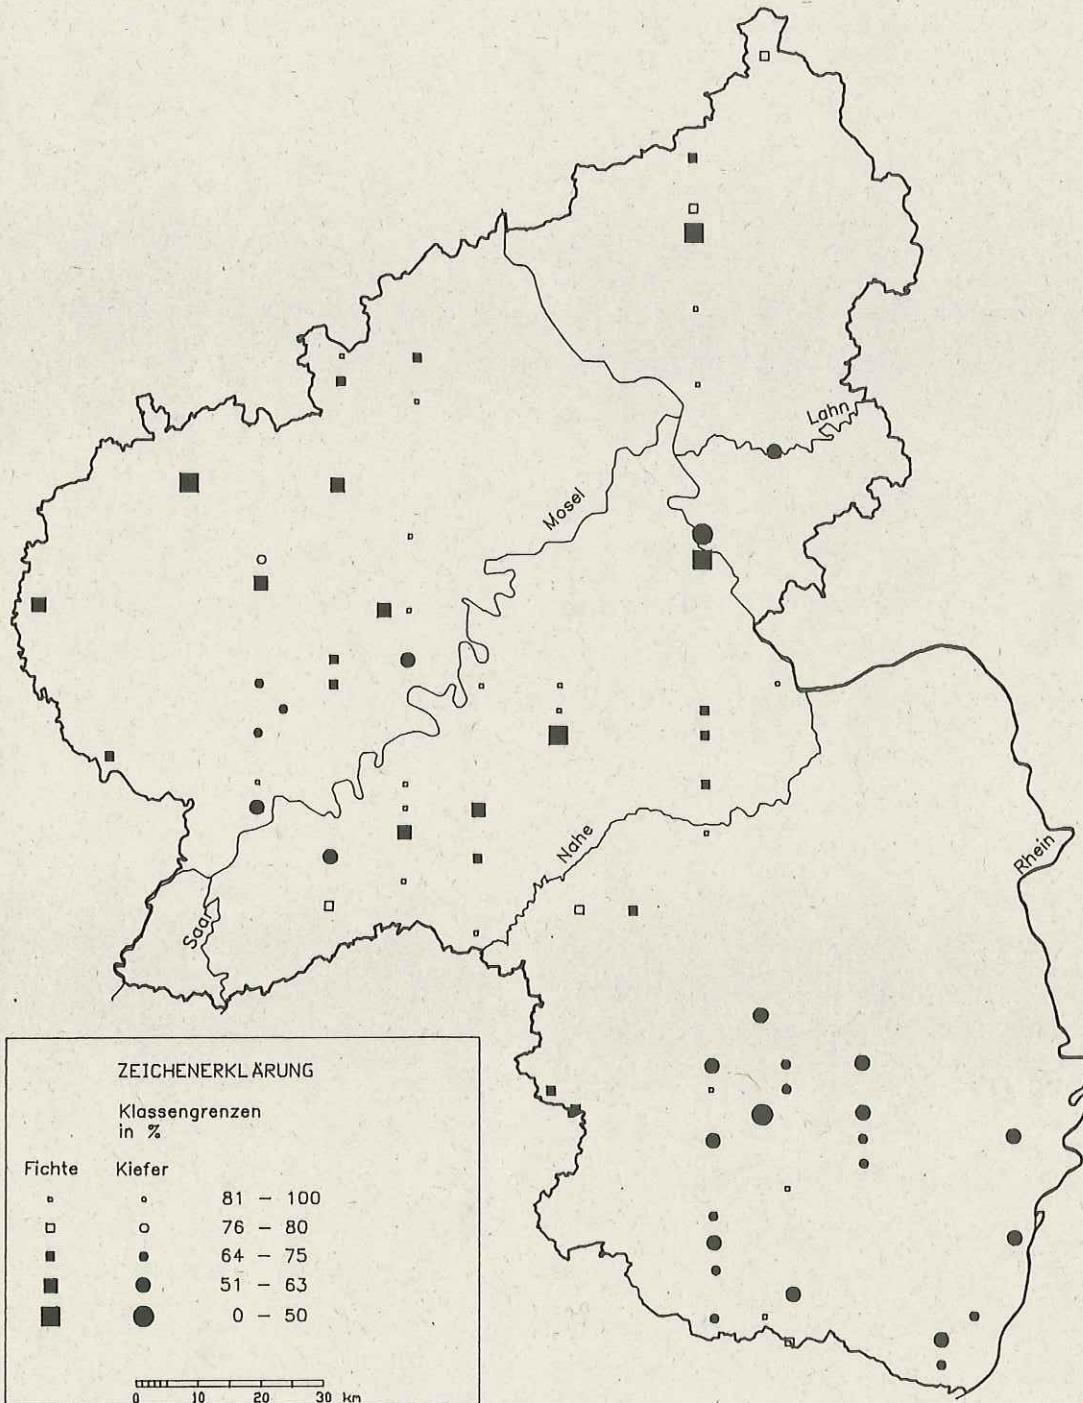 Lahn
Mosel
Nahe
Rhein
Saar
ZEICHENERKLÄRUNG
Klassengrenzen
in %
Fichte Kiefer
81 – 100
76 – 80
64 – 75
51 – 63
0 – 50
0 10 20 30 km